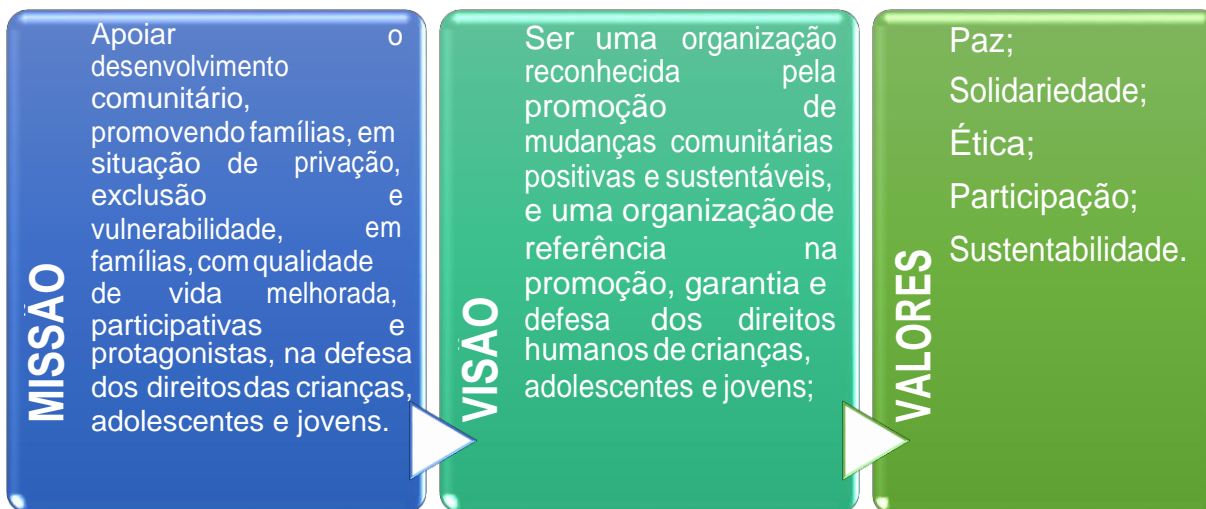 MISSÃO
Apoiar o
desenvolvimento
comunitário,
promovendo famílias, em
situação de privação,
exclusão e
vulnerabilidade, em
famílias, com qualidade
de vida melhorada,
participativas e
protagonistas, na defesa
dos direitos das crianças,
adolescentes e jovens.
VISÃO
Ser uma organização
reconhecida pela
promoção de
mudanças comunitárias
positivas e sustentáveis,
e uma organização de
referência na
promoção, garantia e
defesa dos direitos
humanos de crianças,
adolescentes e jovens;
VALORES
Paz;
Solidariedade;
Ética;
Participação;
Sustentabilidade.